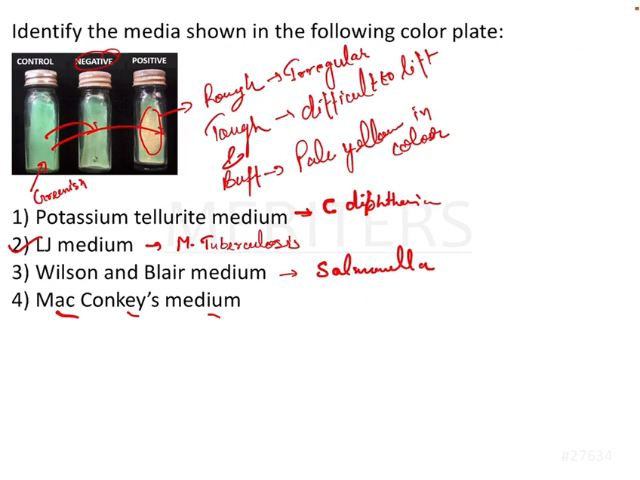 Identify the media shown in the following color plate:
CONTROL NEGATIVE POSITIVE
Rough → Irregular
Tough → difficult to lift
&
Buff → Pale yellow in colour
Greenish
1) Potassium tellurite medium → C diphtheria
2) LJ medium → M. Tuberculosis
3) Wilson and Blair medium → Salmonella
4) Mac Conkey’s medium
MERITERS
#27634